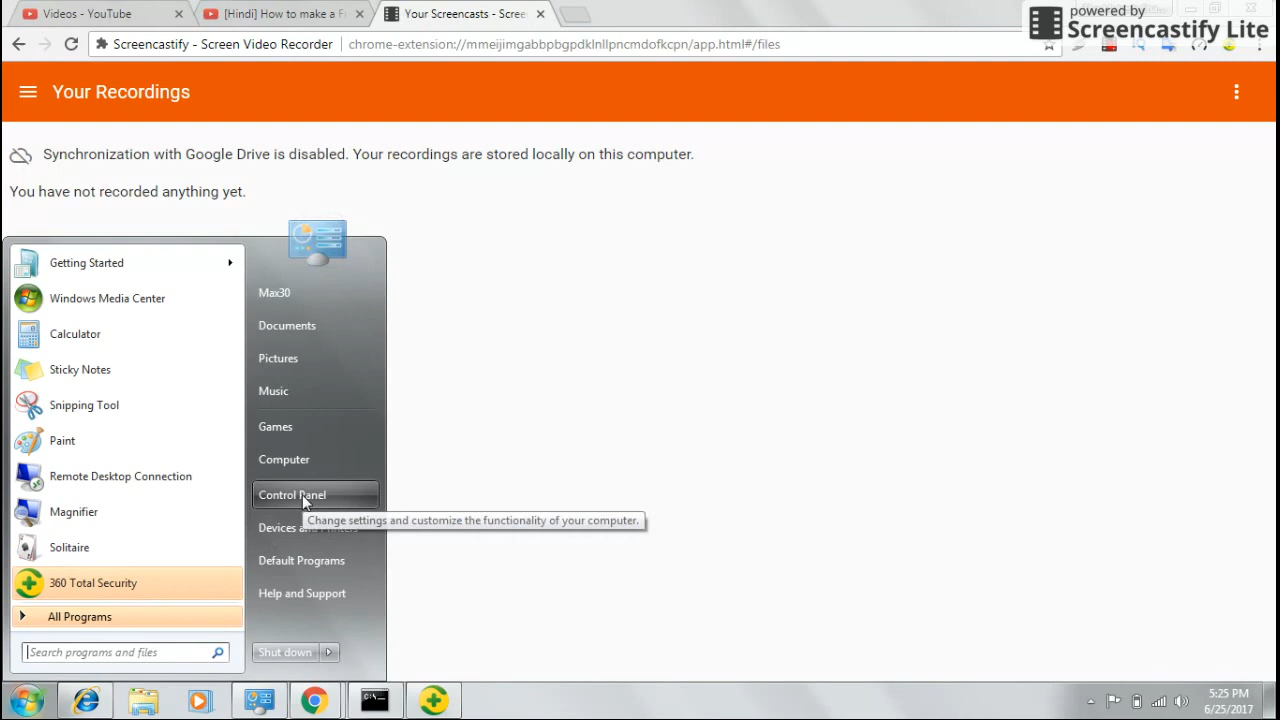 Videos - YouTube
[Hindi] How to make a F
Your Screencasts - Scree
powered by
Screencastify Lite
Screencastify - Screen Video Recorder
chrome-extension://mmeijimgabbpbgpdklnllpncmdofkcpn/app.html#/files
Your Recordings
Synchronization with Google Drive is disabled. Your recordings are stored locally on this computer.
You have not recorded anything yet.
Getting Started
Windows Media Center
Calculator
Sticky Notes
Snipping Tool
Paint
Remote Desktop Connection
Magnifier
Solitaire
360 Total Security
All Programs
Search programs and files
Max30
Documents
Pictures
Music
Games
Computer
Control Panel
Change settings and customize the functionality of your computer.
Devices and Printers
Default Programs
Help and Support
Shut down
5:25 PM
6/25/2017